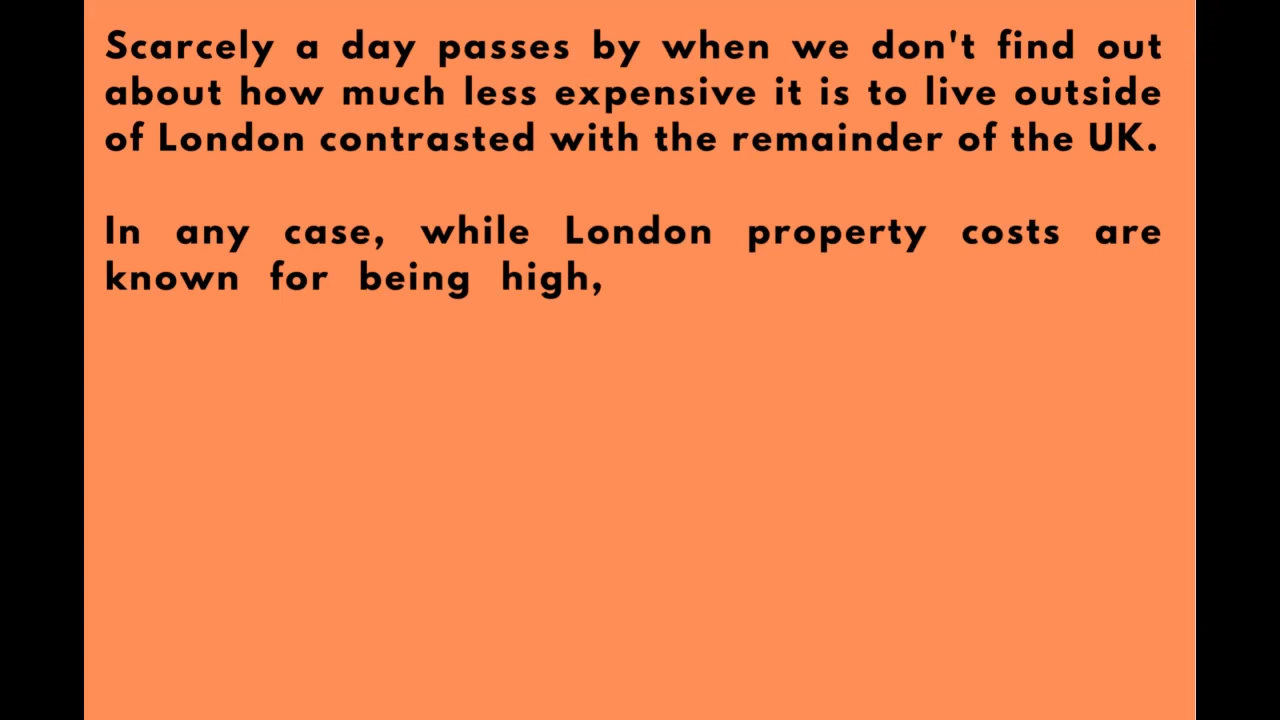 Scarcely a day passes by when we don't find out
about how much less expensive it is to live outside
of London contrasted with the remainder of the UK.
In any case, while London property costs are
known for being high,